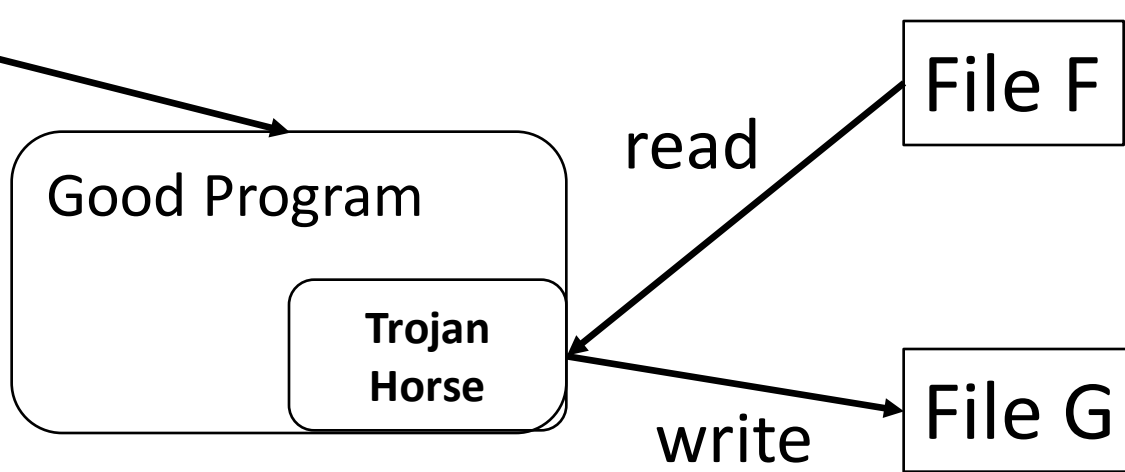 File F
read
Good Program
Trojan
Horse
File G
write